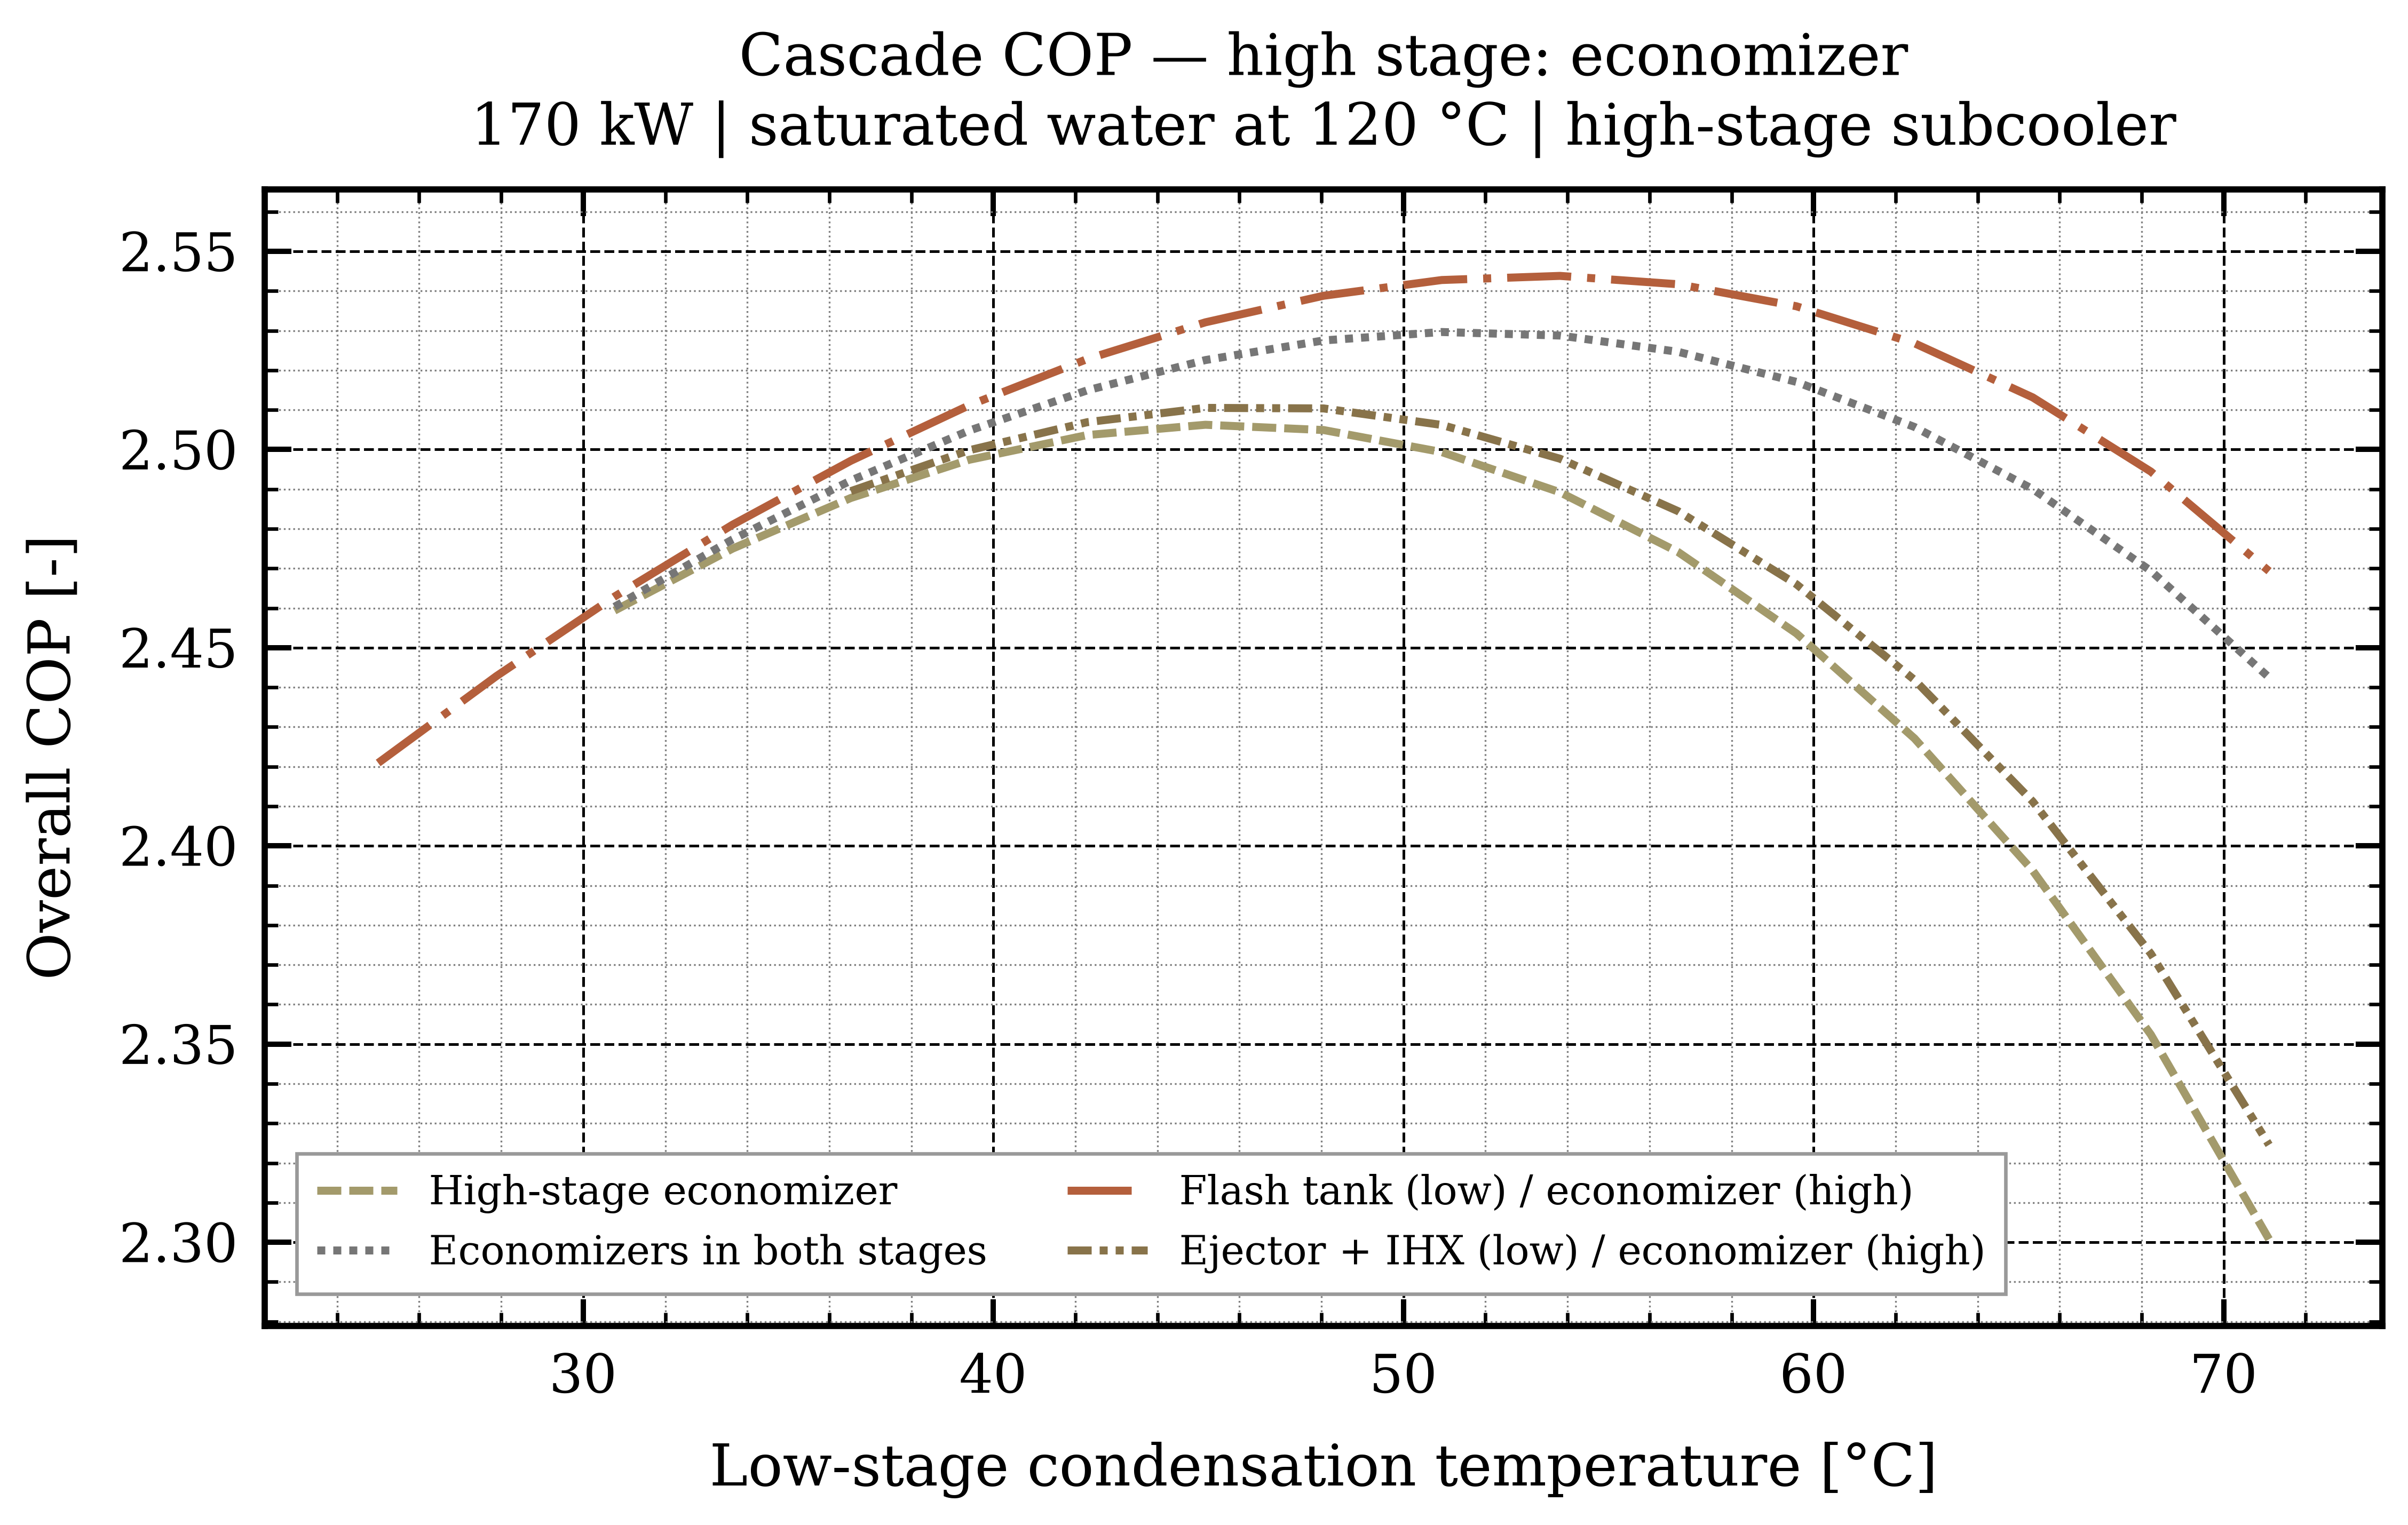 Cascade COP — high stage: economizer
170 kW | saturated water at 120 °C | high-stage subcooler
Overall COP [-]
2.55
2.50
2.45
2.40
2.35
2.30
High-stage economizer
Economizers in both stages
Flash tank (low) / economizer (high)
Ejector + IHX (low) / economizer (high)
30 40 50 60 70
Low-stage condensation temperature [°C]